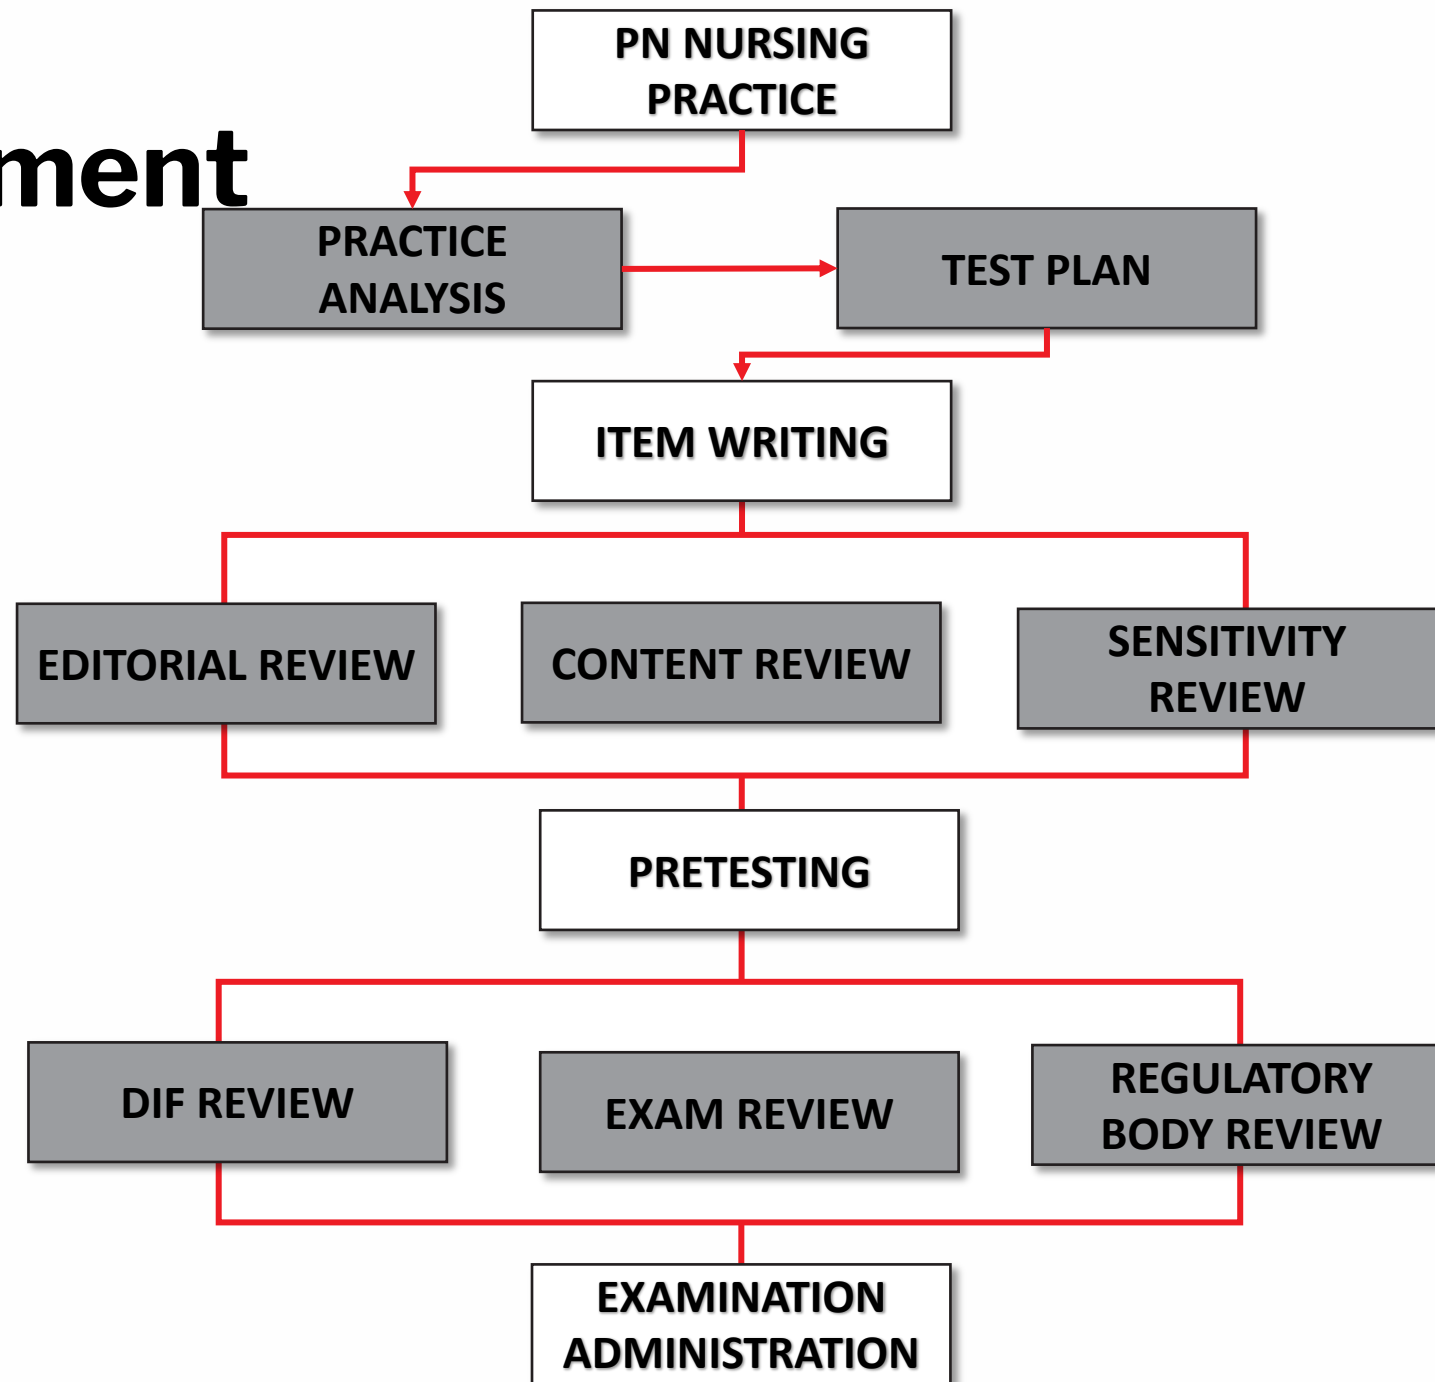 PN NURSING
PRACTICE
ment
PRACTICE
ANALYSIS
TEST PLAN
ITEM WRITING
EDITORIAL REVIEW
CONTENT REVIEW
SENSITIVITY
REVIEW
PRETESTING
DIF REVIEW
EXAM REVIEW
REGULATORY
BODY REVIEW
EXAMINATION
ADMINISTRATION